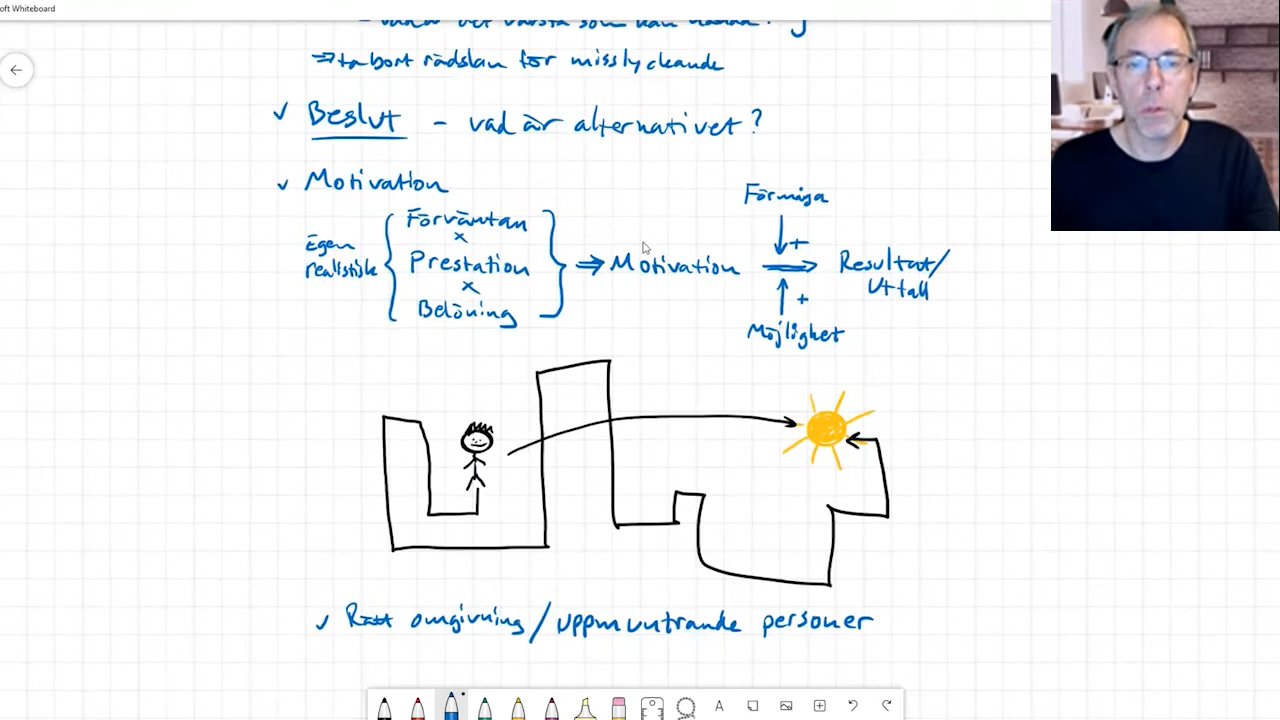 oft Whiteboard
⇒ ta bort rädslan för misslyckande
✓ Beslut - vad är alternativet?
✓ Motivation
Förmåga
Egen realistisk { Förväntan × Prestation × Belöning } ⇒ Motivation ⇒ Resultat/Utfall
+
+
Möjlighet
✓ Rätt omgivning/uppmuntrande personer
A